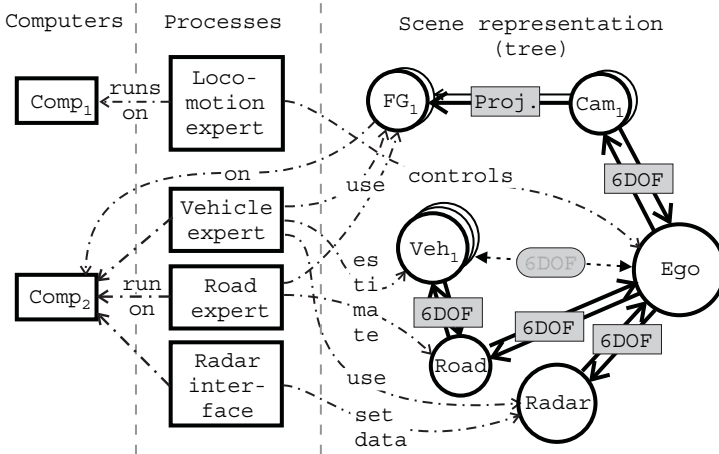 Computers
Processes
Scene representation
(tree)
Comp1
runs
on
Loco-
motion
expert
FG1
Proj.
Cam1
on
use
controls
6DOF
Vehicle
expert
Veh1
6DOF
Ego
es
ti
ma
te
Comp2
run
on
Road
expert
6DOF
6DOF
6DOF
Road
Radar
inter-
face
use
Radar
set
data